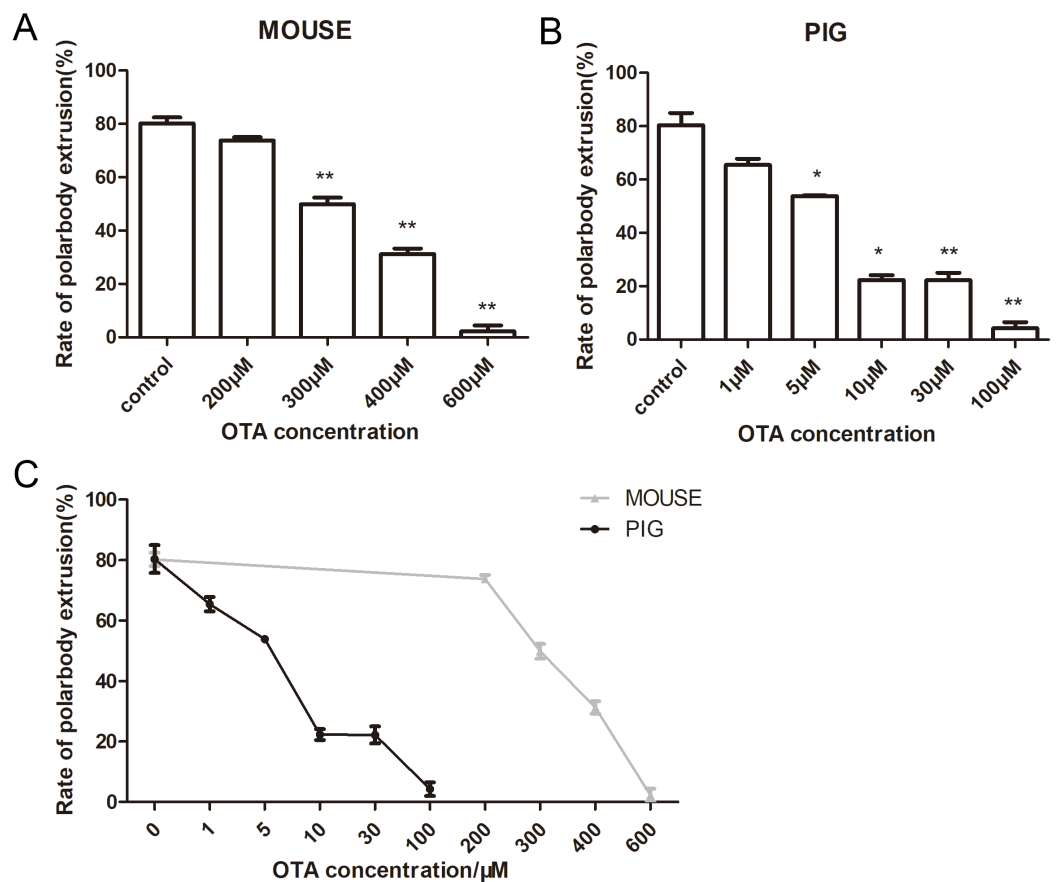 A
MOUSE
Rate of polarbody extrusion(%)
100
80
60
40
20
0
**
**
**
control
200µM
300µM
400µM
600µM
OTA concentration
B
PIG
Rate of polarbody extrusion(%)
100
80
60
40
20
0
*
*
**
**
control
1µM
5µM
10µM
30µM
100µM
OTA concentration
C
MOUSE
PIG
Rate of polarbody extrusion(%)
100
80
60
40
20
0
0
1
5
10
30
100
200
300
400
600
OTA concentration/µM